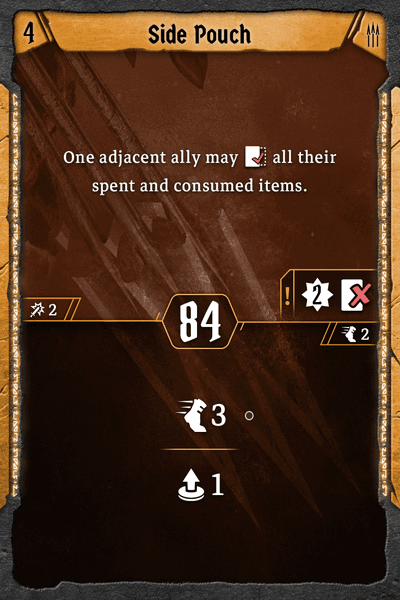 4
Side Pouch
One adjacent ally may all their
spent and consumed items.
2
84
! 2
2
3
1